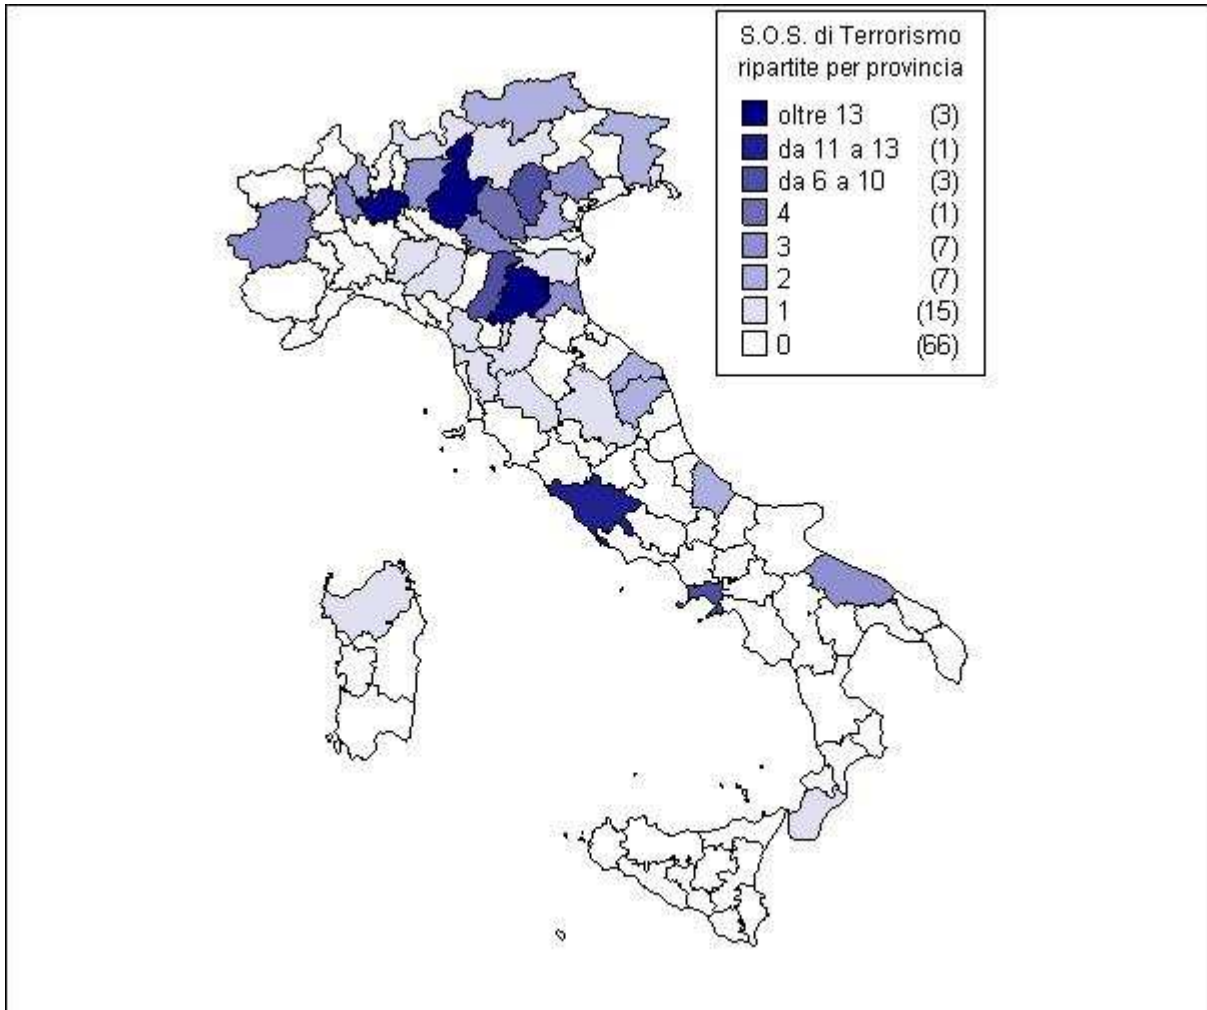 S.O.S. di Terrorismo
ripartite per provincia
oltre 13 (3)
da 11 a 13 (1)
da 6 a 10 (3)
4 (1)
3 (7)
2 (7)
1 (15)
0 (66)